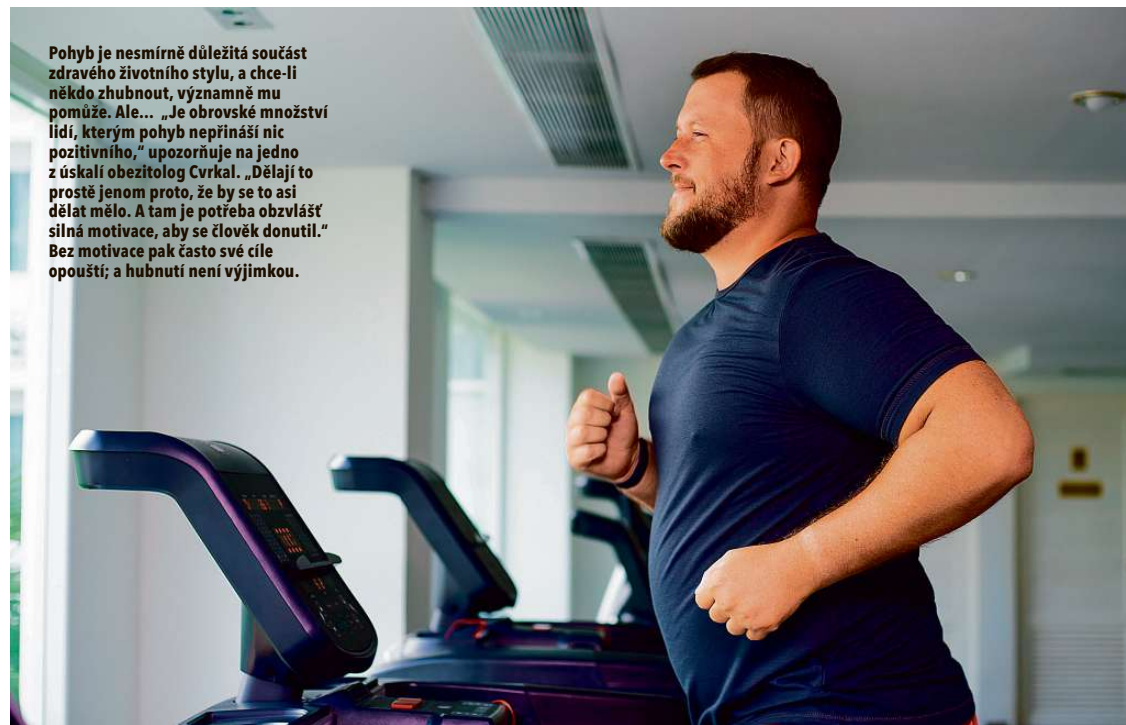 Pohyb je nesmírně důležitá součást
zdravého životního stylu, a chce-li
někdo zhubnout, významně mu
pomůže. Ale… „Je obrovské množství
lidí, kterým pohyb nepřináší nic
pozitivního,“ upozorňuje na jedno
z úskalí obezitolog Cvrkal. „Dělají to
prostě jenom proto, že by se to asi
dělat mělo. A tam je potřeba obzvlášť
silná motivace, aby se člověk donutil.“
Bez motivace pak často své cíle
opouští; a hubnutí není výjimkou.